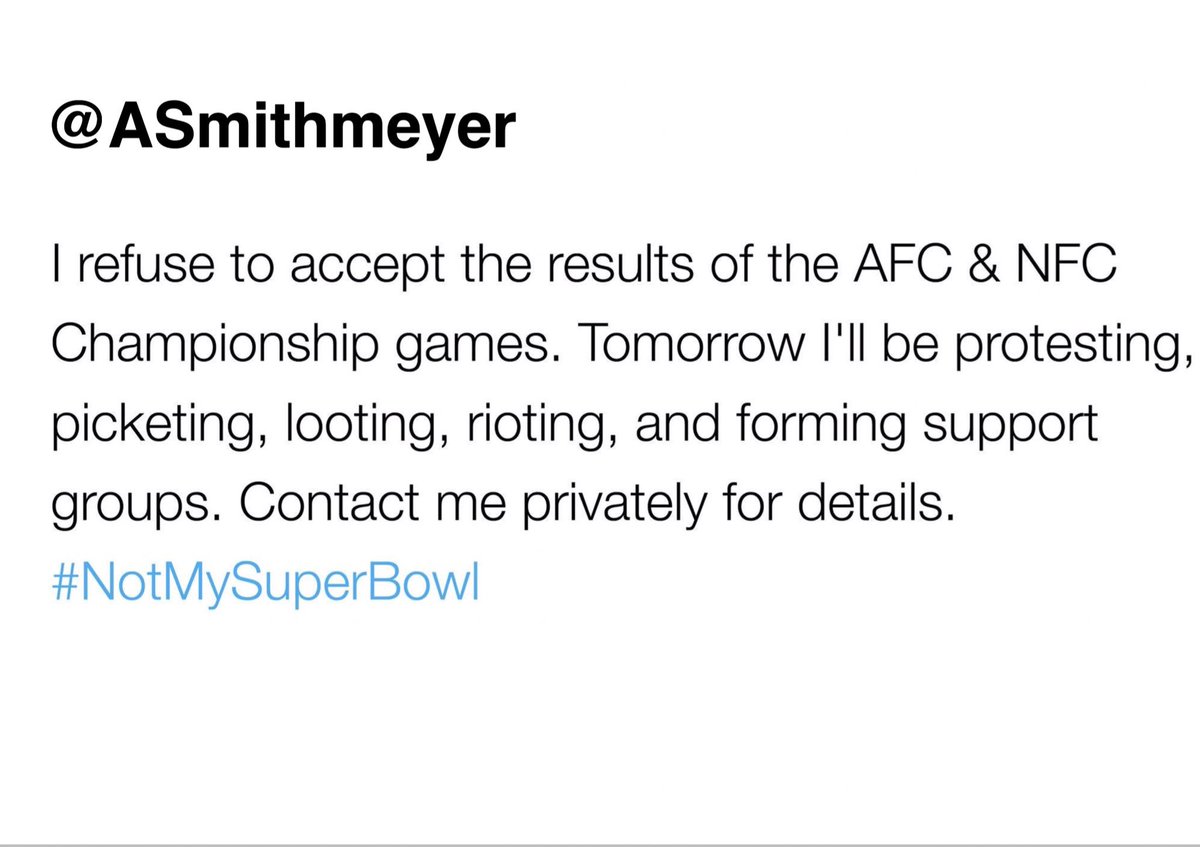 @ASmithmeyer
I refuse to accept the results of the AFC & NFC
Championship games. Tomorrow I'll be protesting,
picketing, looting, rioting, and forming support
groups. Contact me privately for details.
#NotMySuperBowl